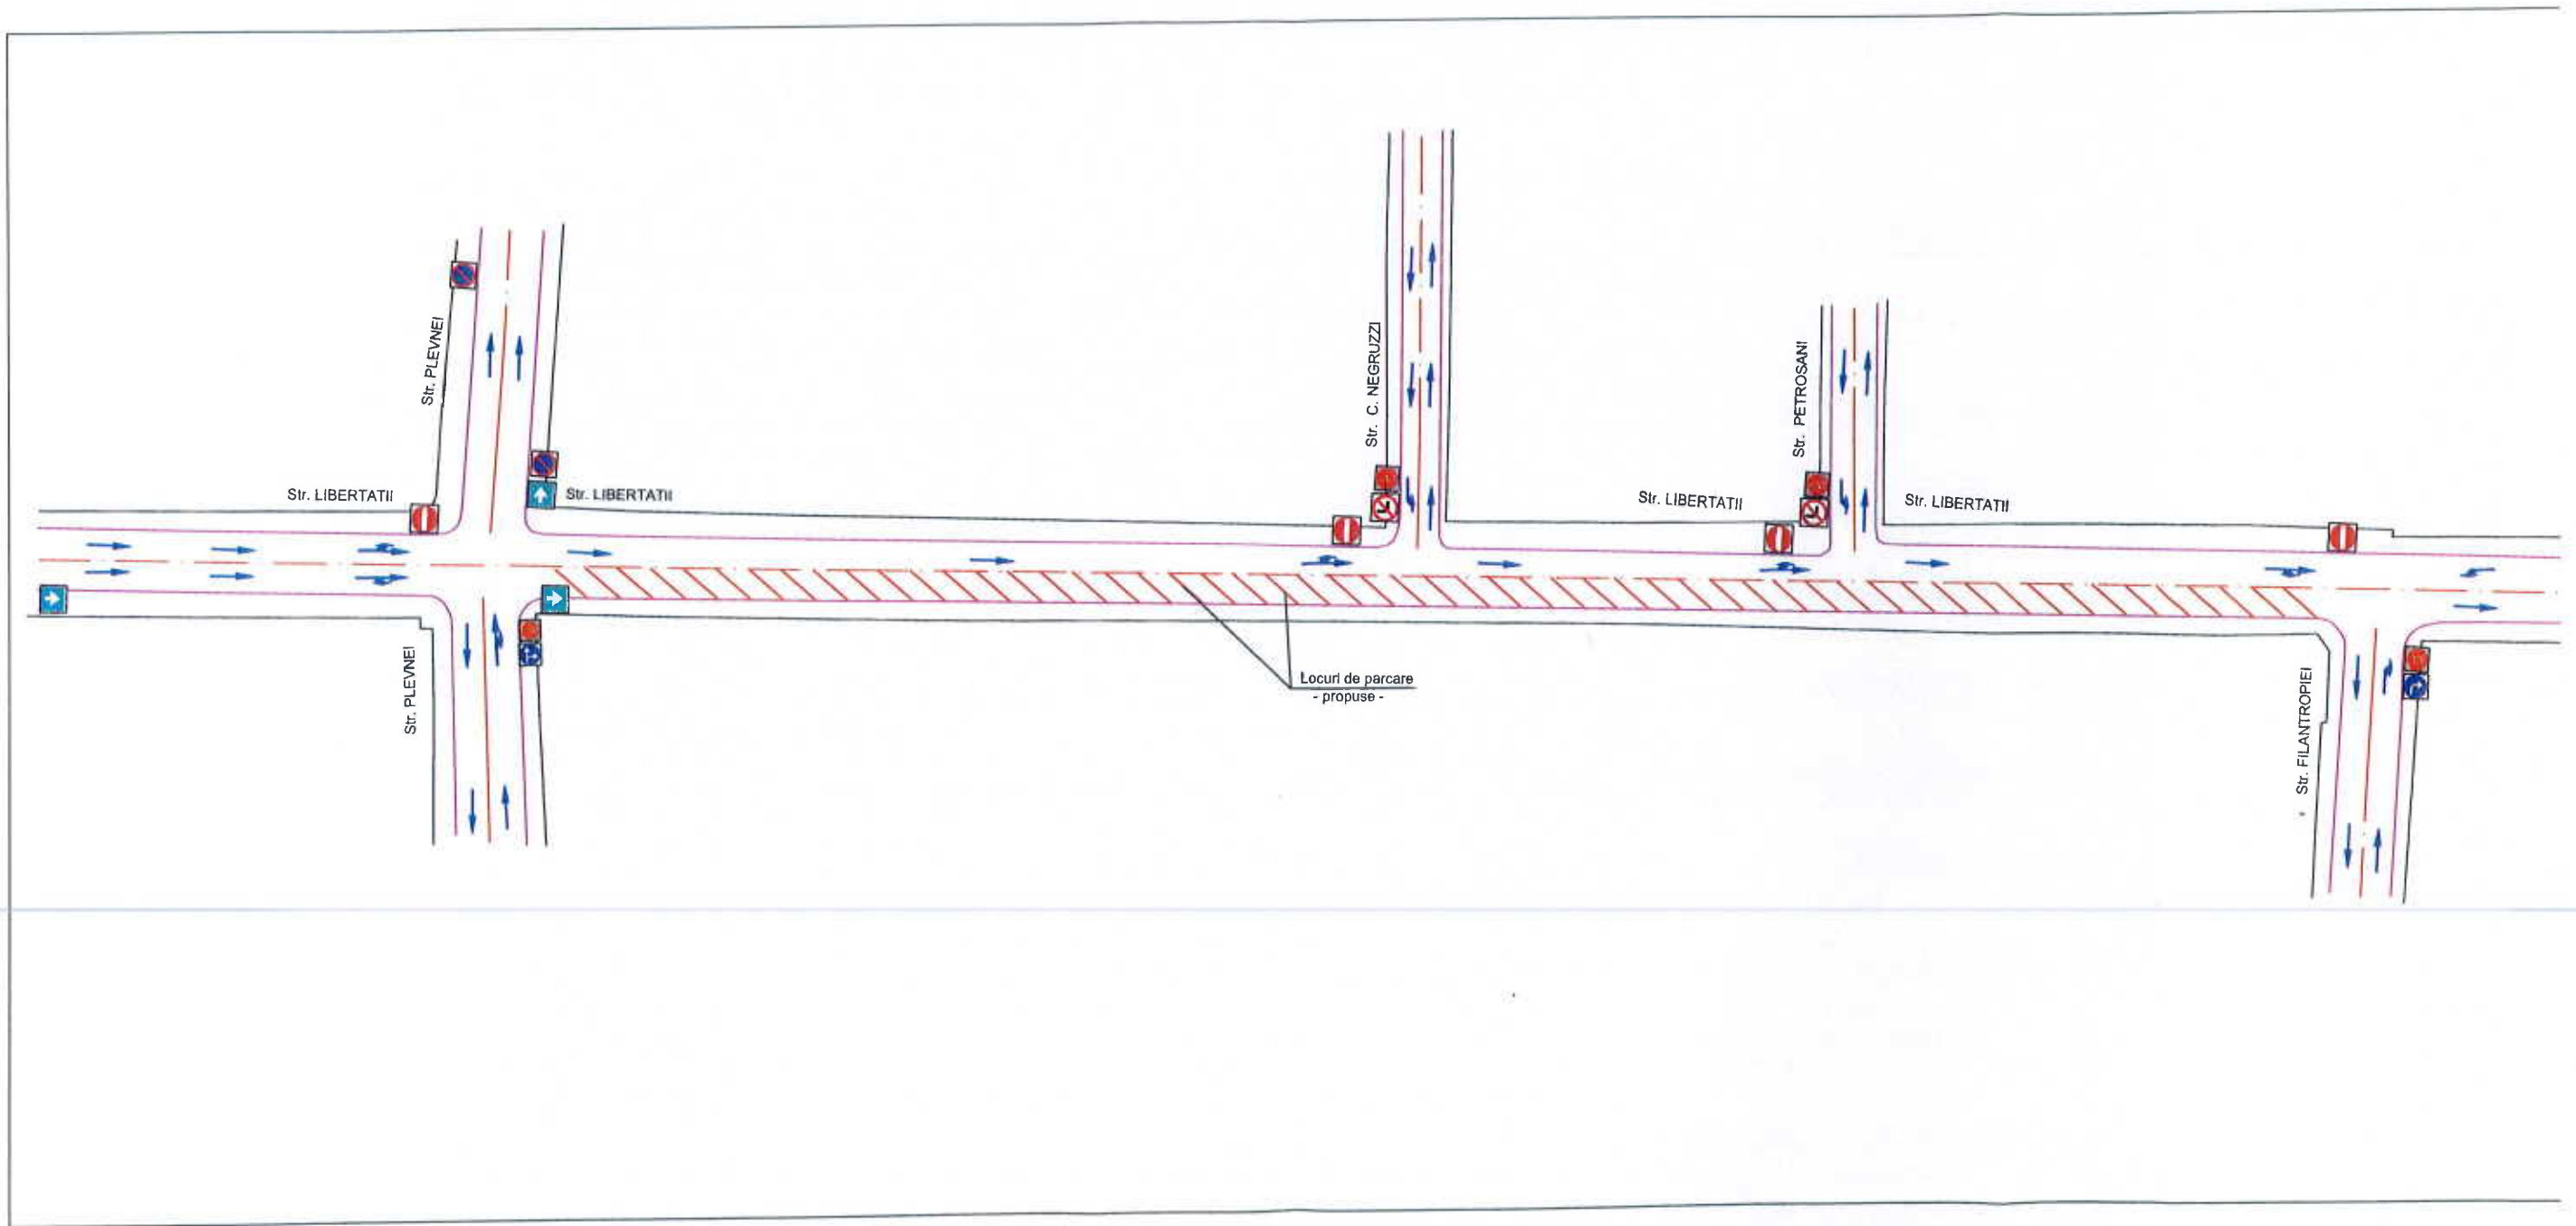 Str. PLEVNEI
Str. C. NEGRUZZI
Str. PETROSANI
Str. LIBERTATII
Str. LIBERTATII
Str. LIBERTATII
Str. LIBERTATII
Str. PLEVNEI
Locuri de parcare
- propuse -
Str. FILANTROPIEI